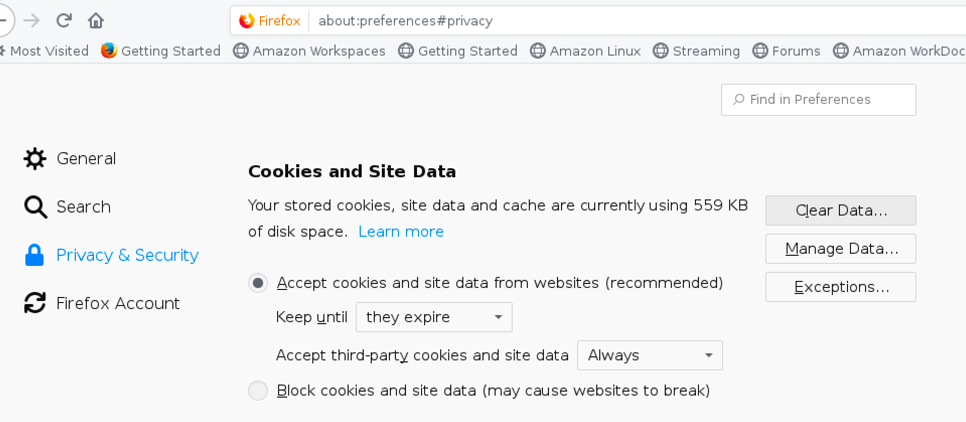 Firefox about:preferences#privacy
Most Visited Getting Started Amazon Workspaces Getting Started Amazon Linux Streaming Forums Amazon WorkDoc
Find in Preferences
General
Search
Privacy & Security
Firefox Account
Cookies and Site Data
Your stored cookies, site data and cache are currently using 559 KB
of disk space. Learn more
Clear Data...
Manage Data...
Exceptions...
Accept cookies and site data from websites (recommended)
Keep until they expire
Accept third-party cookies and site data Always
Block cookies and site data (may cause websites to break)